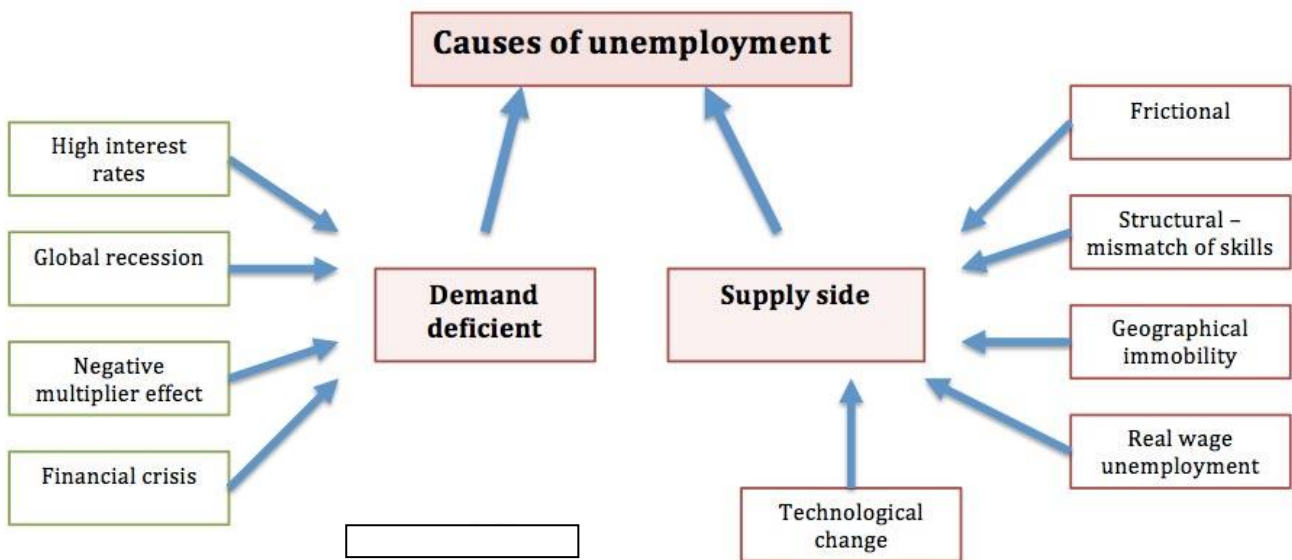 Causes of unemployment
High interest
rates
Global recession
Negative
multiplier effect
Financial crisis
Demand
deficient
Supply side
Frictional
Structural –
mismatch of skills
Geographical
immobility
Real wage
unemployment
Technological
change